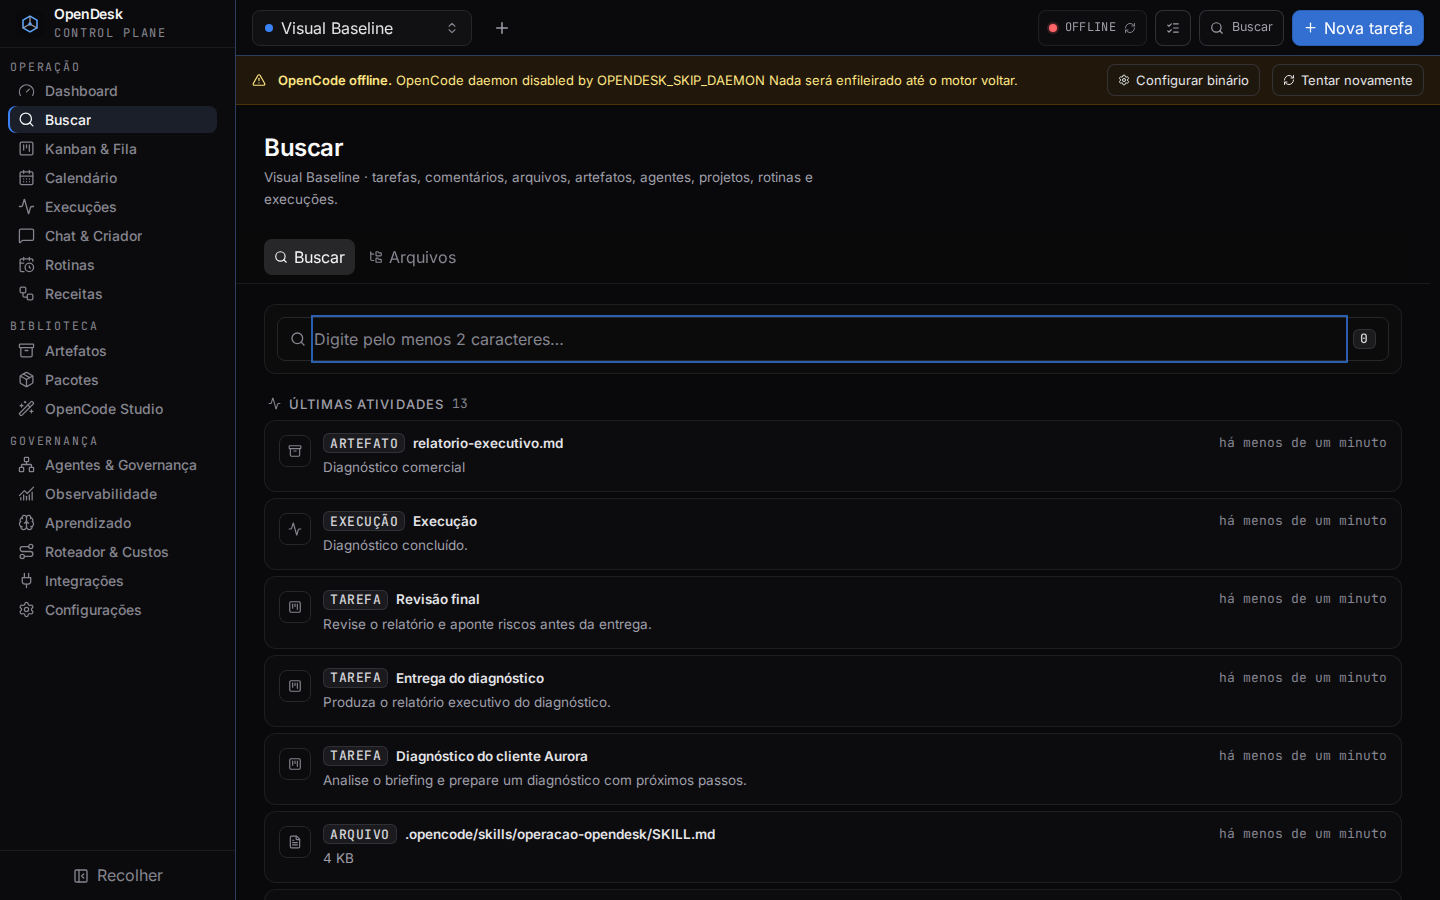 OpenDesk
CONTROL PLANE
OPERAÇÃO
Dashboard
Buscar
Kanban & Fila
Calendário
Execuções
Chat & Criador
Rotinas
Receitas
BIBLIOTECA
Artefatos
Pacotes
OpenCode Studio
GOVERNANÇA
Agentes & Governança
Observabilidade
Aprendizado
Roteador & Custos
Integrações
Configurações
Recolher
Visual Baseline
OFFLINE
Buscar
Nova tarefa
OpenCode offline. OpenCode daemon disabled by OPENDESK_SKIP_DAEMON Nada será enfileirado até o motor voltar.
Configurar binário
Tentar novamente
Buscar
Visual Baseline · tarefas, comentários, arquivos, artefatos, agentes, projetos, rotinas e
execuções.
Buscar
Arquivos
Digite pelo menos 2 caracteres...
0
ÚLTIMAS ATIVIDADES 13
ARTEFATO relatorio-executivo.md
há menos de um minuto
Diagnóstico comercial
EXECUÇÃO Execução
há menos de um minuto
Diagnóstico concluído.
TAREFA Revisão final
há menos de um minuto
Revise o relatório e aponte riscos antes da entrega.
TAREFA Entrega do diagnóstico
há menos de um minuto
Produza o relatório executivo do diagnóstico.
TAREFA Diagnóstico do cliente Aurora
há menos de um minuto
Analise o briefing e prepare um diagnóstico com próximos passos.
ARQUIVO .opencode/skills/operacao-opendesk/SKILL.md
há menos de um minuto
4 KB